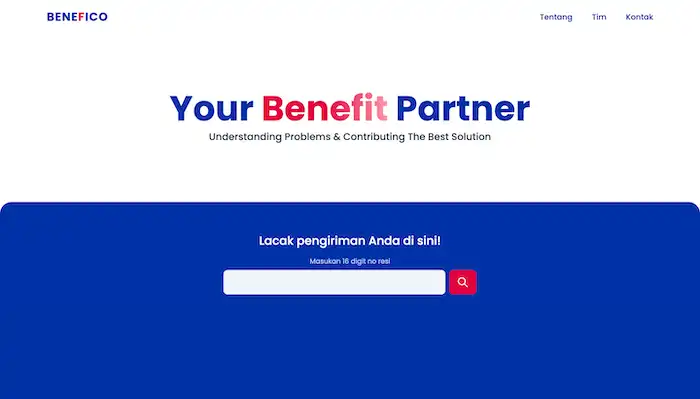 BENEFICO
Tentang Tim Kontak
Your Benefit Partner
Understanding Problems & Contributing The Best Solution
Lacak pengiriman Anda di sini!
Masukan 16 digit no resi